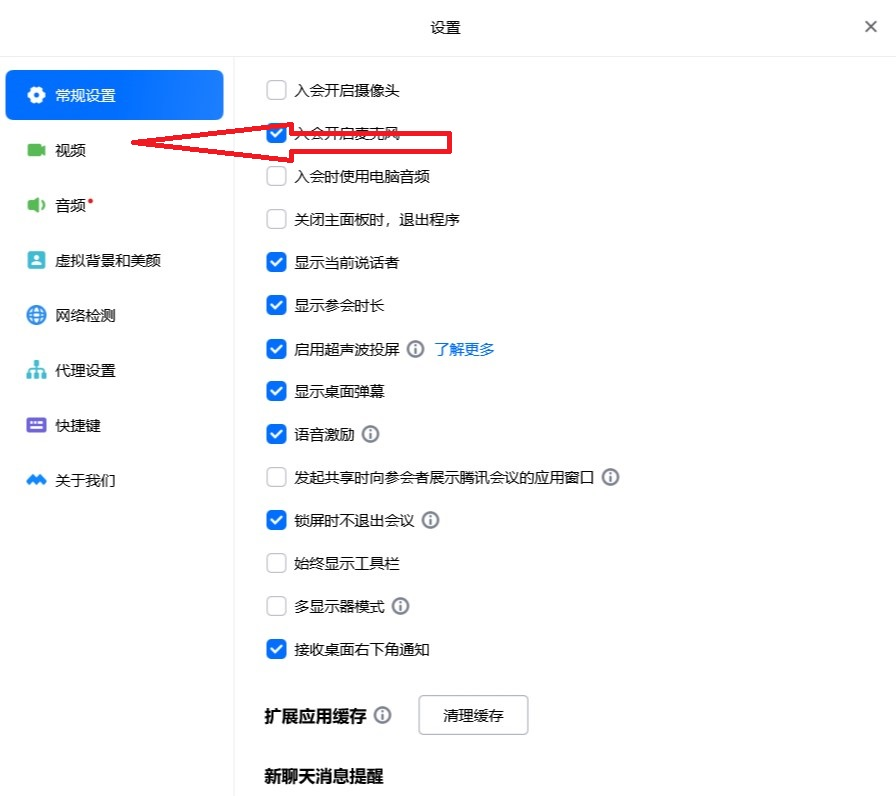 设置
常规设置
视频
音频
虚拟背景和美颜
网络检测
代理设置
快捷键
关于我们
入会开启摄像头
入会开启麦克风
入会时使用电脑音频
关闭主面板时，退出程序
显示当前说话者
显示参会时长
启用超声波投屏 了解更多
显示桌面弹幕
语音激励
发起共享时向参会者展示腾讯会议的应用窗口
锁屏时不退出会议
始终显示工具栏
多显示器模式
接收桌面右下角通知
扩展应用缓存 清理缓存
新聊天消息提醒